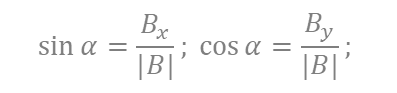 sin α = B_x / |B| ; cos α = B_y / |B| ;